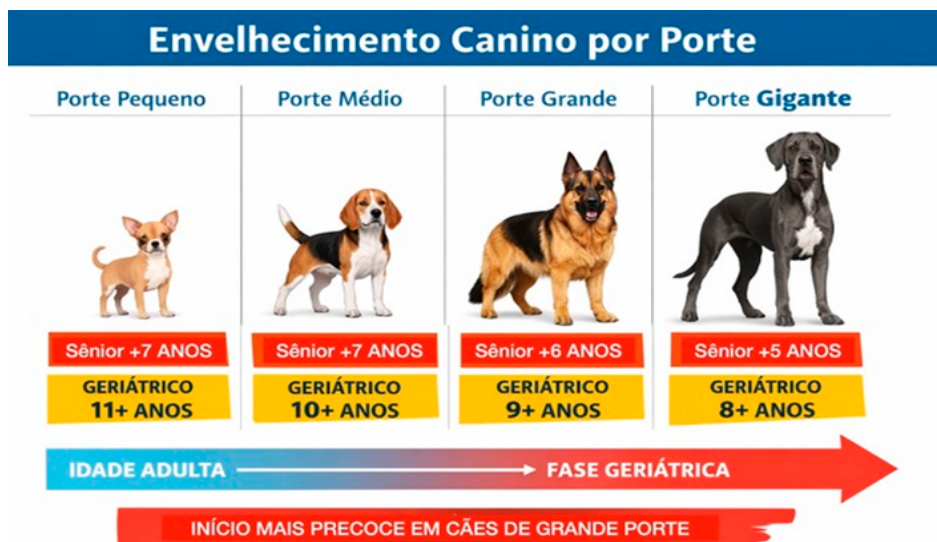 Envelhecimento Canino por Porte
Porte Pequeno
Porte Médio
Porte Grande
Porte Gigante
Sênior +7 ANOS
Sênior +7 ANOS
Sênior +6 ANOS
Sênior +5 ANOS
GERIÁTRICO
11+ ANOS
GERIÁTRICO
10+ ANOS
GERIÁTRICO
9+ ANOS
GERIÁTRICO
8+ ANOS
IDADE ADULTA
FASE GERIÁTRICA
INÍCIO MAIS PRECOCE EM CÃES DE GRANDE PORTE